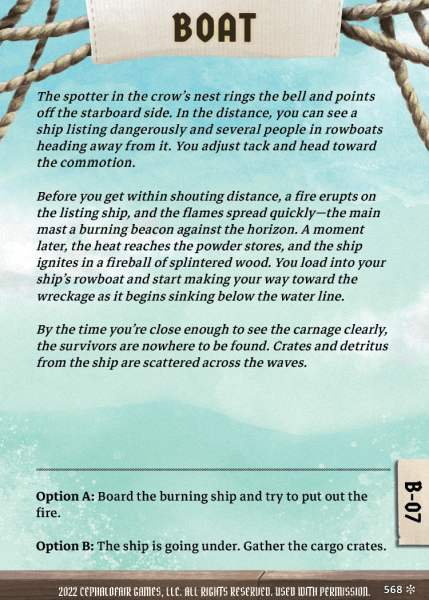 BOAT
The spotter in the crow's nest rings the bell and points
off the starboard side. In the distance, you can see a
ship listing dangerously and several people in rowboats
heading away from it. You adjust tack and head toward
the commotion.
Before you get within shouting distance, a fire erupts on
the listing ship, and the flames spread quickly—the main
mast a burning beacon against the horizon. A moment
later, the heat reaches the powder stores, and the ship
ignites in a fireball of splintered wood. You load into your
ship's rowboat and start making your way toward the
wreckage as it begins sinking below the water line.
By the time you're close enough to see the carnage clearly,
the survivors are nowhere to be found. Crates and detritus
from the ship are scattered across the waves.
Option A: Board the burning ship and try to put out the
fire.
Option B: The ship is going under. Gather the cargo crates.
B-07
2022 CEPHALOFAIR GAMES, LLC. ALL RIGHTS RESERVED. USED WITH PERMISSION.
568